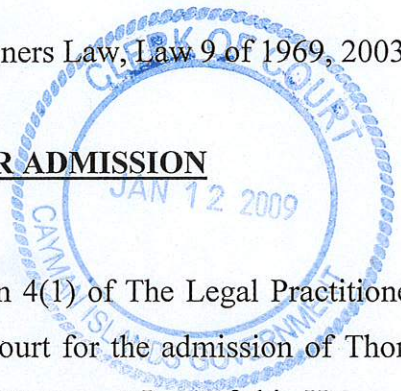 ners Law, Law 9 of 1969, 2003
CLERK OF COURT
R ADMISSION
JAN 12 2009
n 4(1) of The Legal Practitione
CAYMAN ISLANDS GOVERNMENT
ourt for the admission of Thor